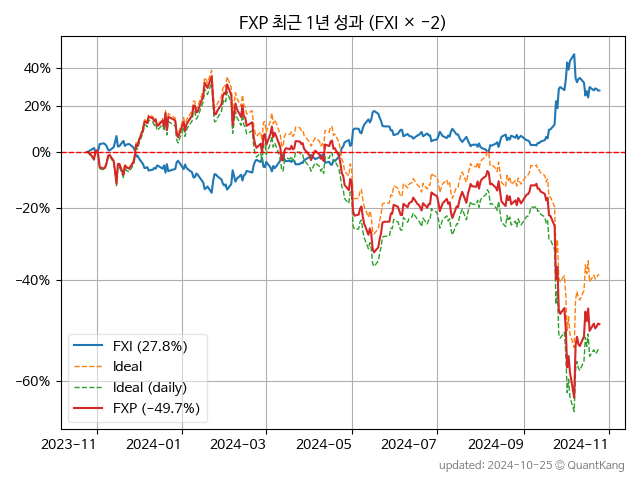 FXP 최근 1년 성과 (FXI × −2)
40%
20%
0%
−20%
−40%
−60%
FXI (27.8%)
Ideal
Ideal (daily)
FXP (−49.7%)
2023-11 2024-01 2024-03 2024-05 2024-07 2024-09 2024-11
updated: 2024-10-25 © QuantKang